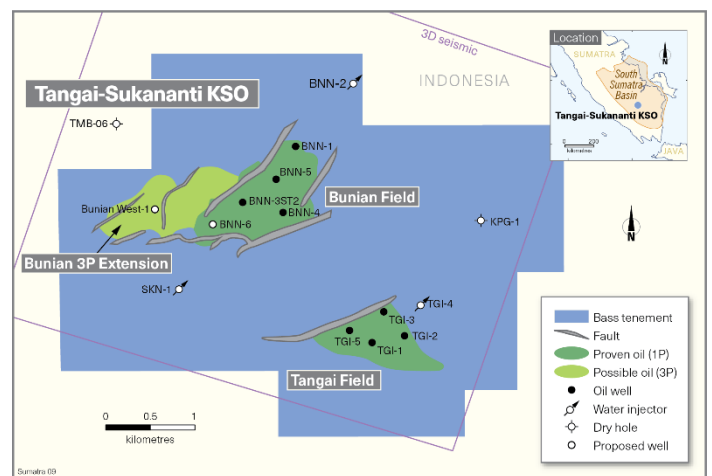 3D seismic
Location
SUMATRA
N
South
Sumatra
Basin
Tangai-Sukananti KSO
0 200
kilometres
JAVA
BNN-2
INDONESIA
Tangai-Sukananti KSO
TMB-06
BNN-1
BNN-5
Bunian Field
Bunian West-1
BNN-3ST2
BNN-4
BNN-6
KPG-1
N
Bunian 3P Extension
SKN-1
TGI-4
TGI-3
TGI-5
TGI-2
TGI-1
Tangai Field
0 0.5 1
kilometres
Bass tenement
Fault
Proven oil (1P)
Possible oil (3P)
Oil well
Water injector
Dry hole
Proposed well
Sumatra 09